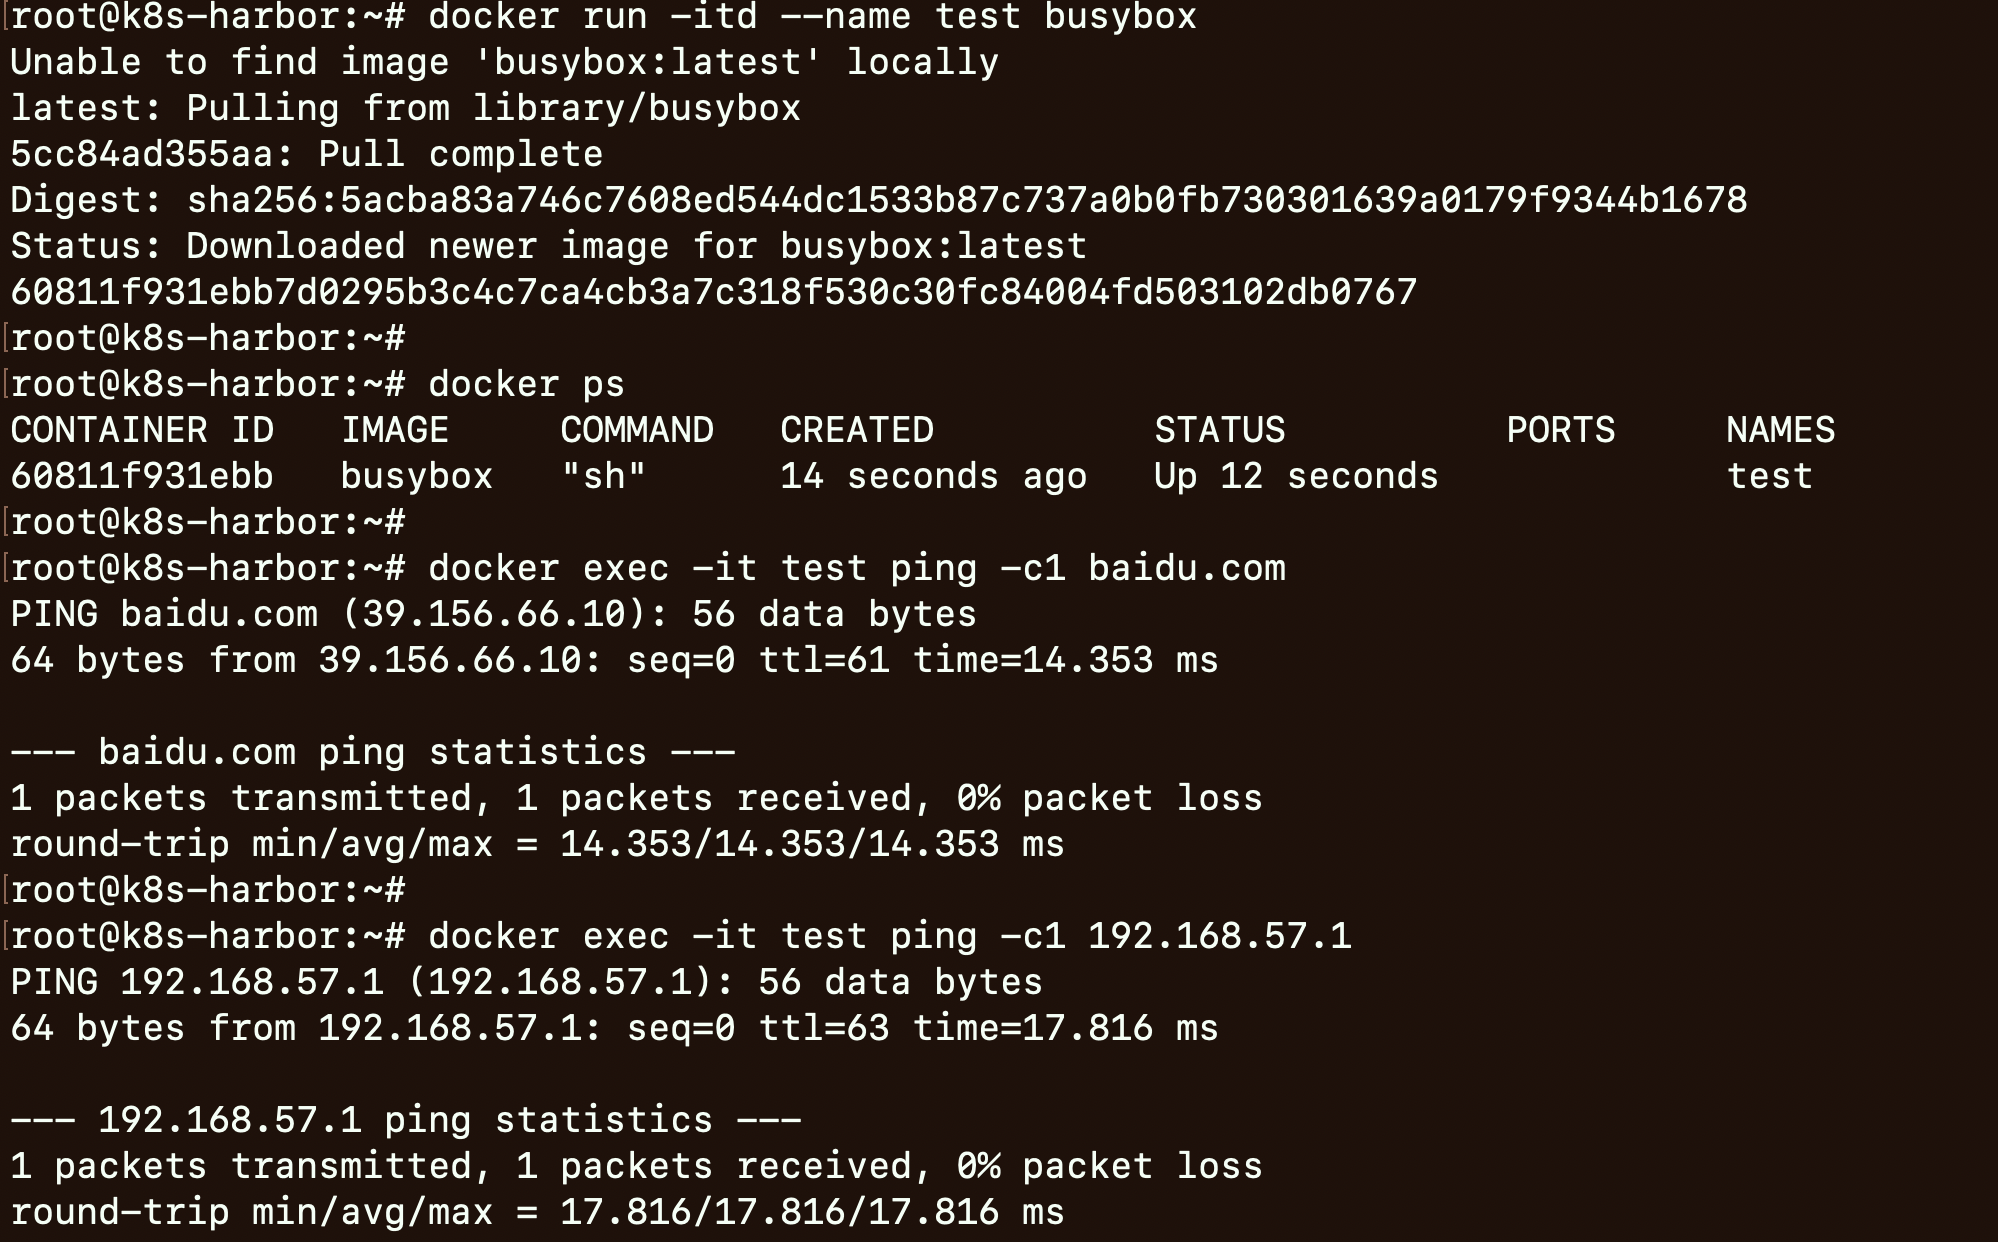 root@k8s-harbor:~# docker run -itd --name test busybox
Unable to find image 'busybox:latest' locally
latest: Pulling from library/busybox
5cc84ad355aa: Pull complete
Digest: sha256:5acba83a746c7608ed544dc1533b87c737a0b0fb730301639a0179f9344b1678
Status: Downloaded newer image for busybox:latest
60811f931ebb7d0295b3c4c7ca4cb3a7c318f530c30fc84004fd503102db0767
root@k8s-harbor:~#
root@k8s-harbor:~# docker ps
CONTAINER ID   IMAGE     COMMAND   CREATED          STATUS          PORTS     NAMES
60811f931ebb   busybox   "sh"      14 seconds ago   Up 12 seconds             test
root@k8s-harbor:~#
root@k8s-harbor:~# docker exec -it test ping -c1 baidu.com
PING baidu.com (39.156.66.10): 56 data bytes
64 bytes from 39.156.66.10: seq=0 ttl=61 time=14.353 ms

--- baidu.com ping statistics ---
1 packets transmitted, 1 packets received, 0% packet loss
round-trip min/avg/max = 14.353/14.353/14.353 ms
root@k8s-harbor:~#
root@k8s-harbor:~# docker exec -it test ping -c1 192.168.57.1
PING 192.168.57.1 (192.168.57.1): 56 data bytes
64 bytes from 192.168.57.1: seq=0 ttl=63 time=17.816 ms

--- 192.168.57.1 ping statistics ---
1 packets transmitted, 1 packets received, 0% packet loss
round-trip min/avg/max = 17.816/17.816/17.816 ms